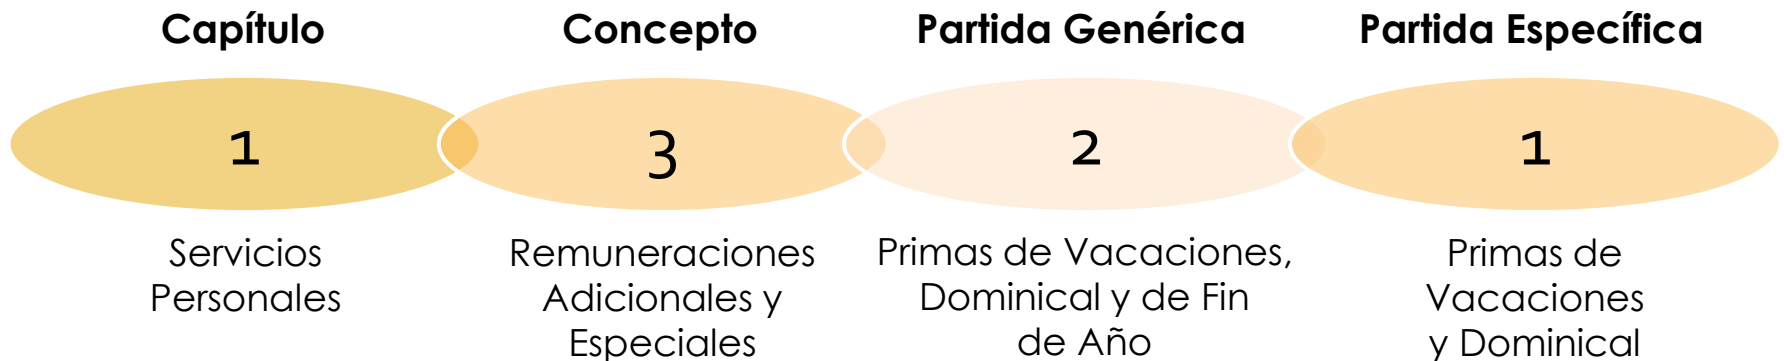 Capítulo
Concepto
Partida Genérica
Partida Específica
1
3
2
1
Servicios
Personales
Remuneraciones
Adicionales y
Especiales
Primas de Vacaciones,
Dominical y de Fin
de Año
Primas de
Vacaciones
y Dominical